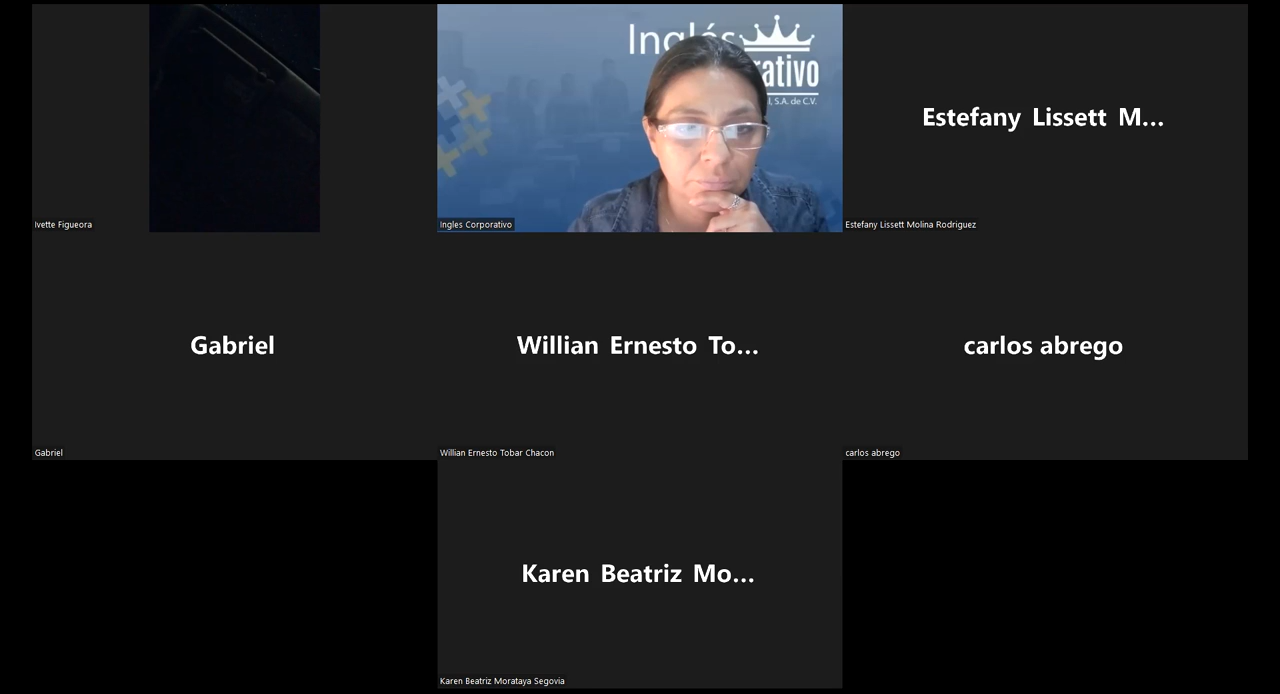 Inglés
rativo
l, S.A. de C.V.
Estefany Lissett M...
Ivette Figueora
Ingles Corporativo
Estefany Lissett Molina Rodriguez
Gabriel
Willian Ernesto To...
carlos abrego
Gabriel
Willian Ernesto Tobar Chacon
carlos abrego
Karen Beatriz Mo...
Karen Beatriz Morataya Segovia